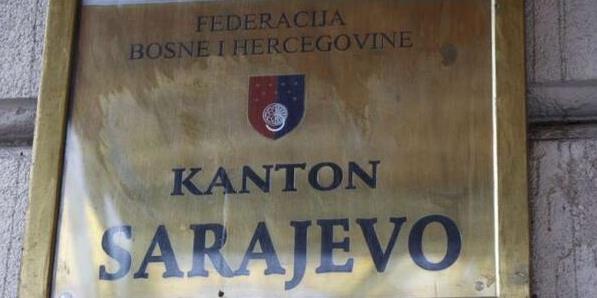 FEDERACIJA
BOSNE I HERCEGOVINE
KANTON
SARAJEVO